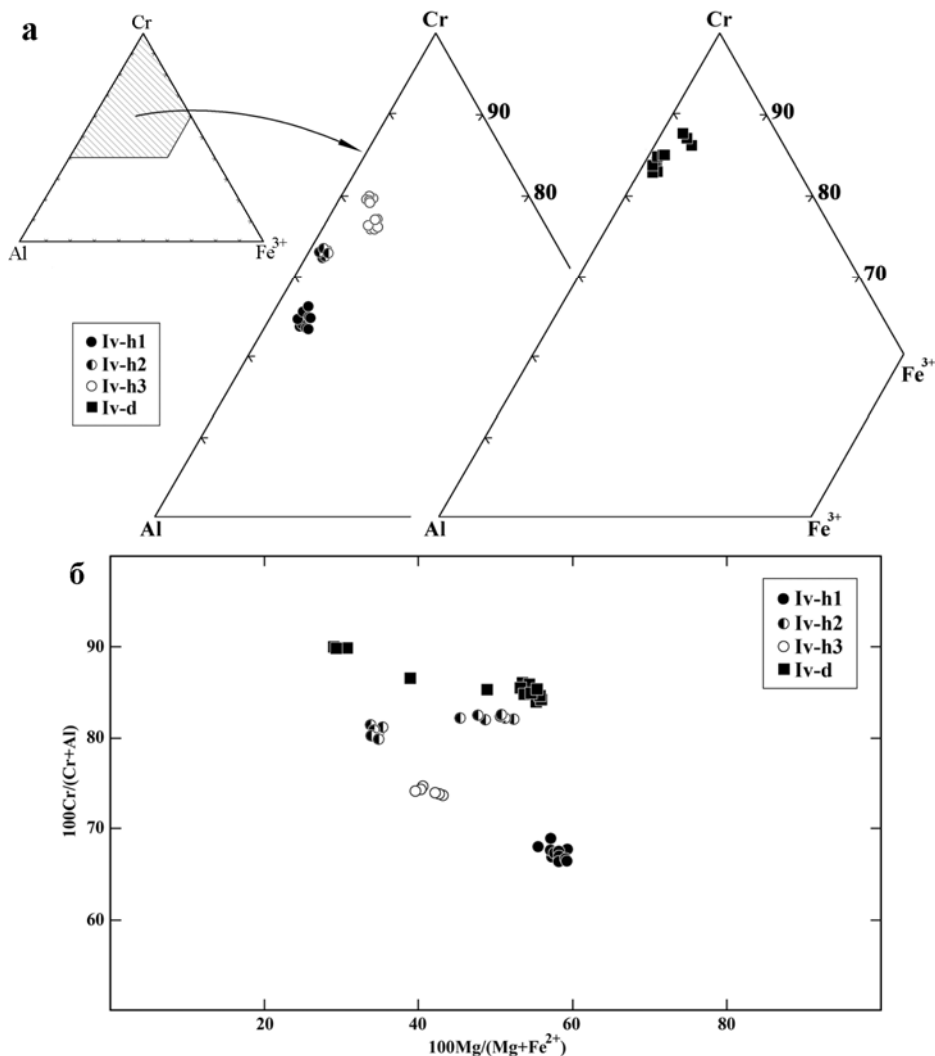 а
Cr
Al
Fe³⁺
Cr
90
80
Al
Cr
90
80
70
Fe³⁺
Al
Fe³⁺
Iv-h1
Iv-h2
Iv-h3
Iv-d
б
Iv-h1
Iv-h2
Iv-h3
Iv-d
100Cr/(Cr+Al)
90
80
70
60
20
40
60
80
100Mg/(Mg+Fe²⁺)